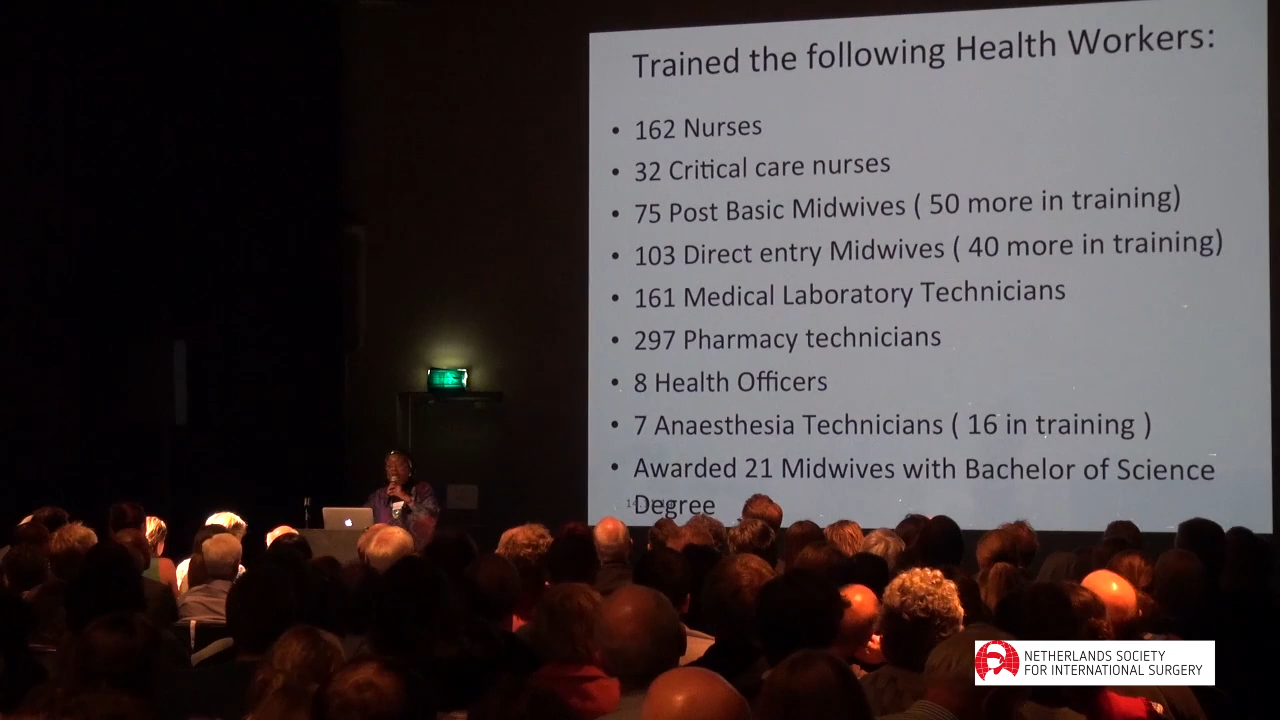 Trained the following Health Workers:
• 162 Nurses
• 32 Critical care nurses
• 75 Post Basic Midwives ( 50 more in training)
• 103 Direct entry Midwives ( 40 more in training)
• 161 Medical Laboratory Technicians
• 297 Pharmacy technicians
• 8 Health Officers
• 7 Anaesthesia Technicians ( 16 in training )
• Awarded 21 Midwives with Bachelor of Science
Degree
NETHERLANDS SOCIETY
FOR INTERNATIONAL SURGERY